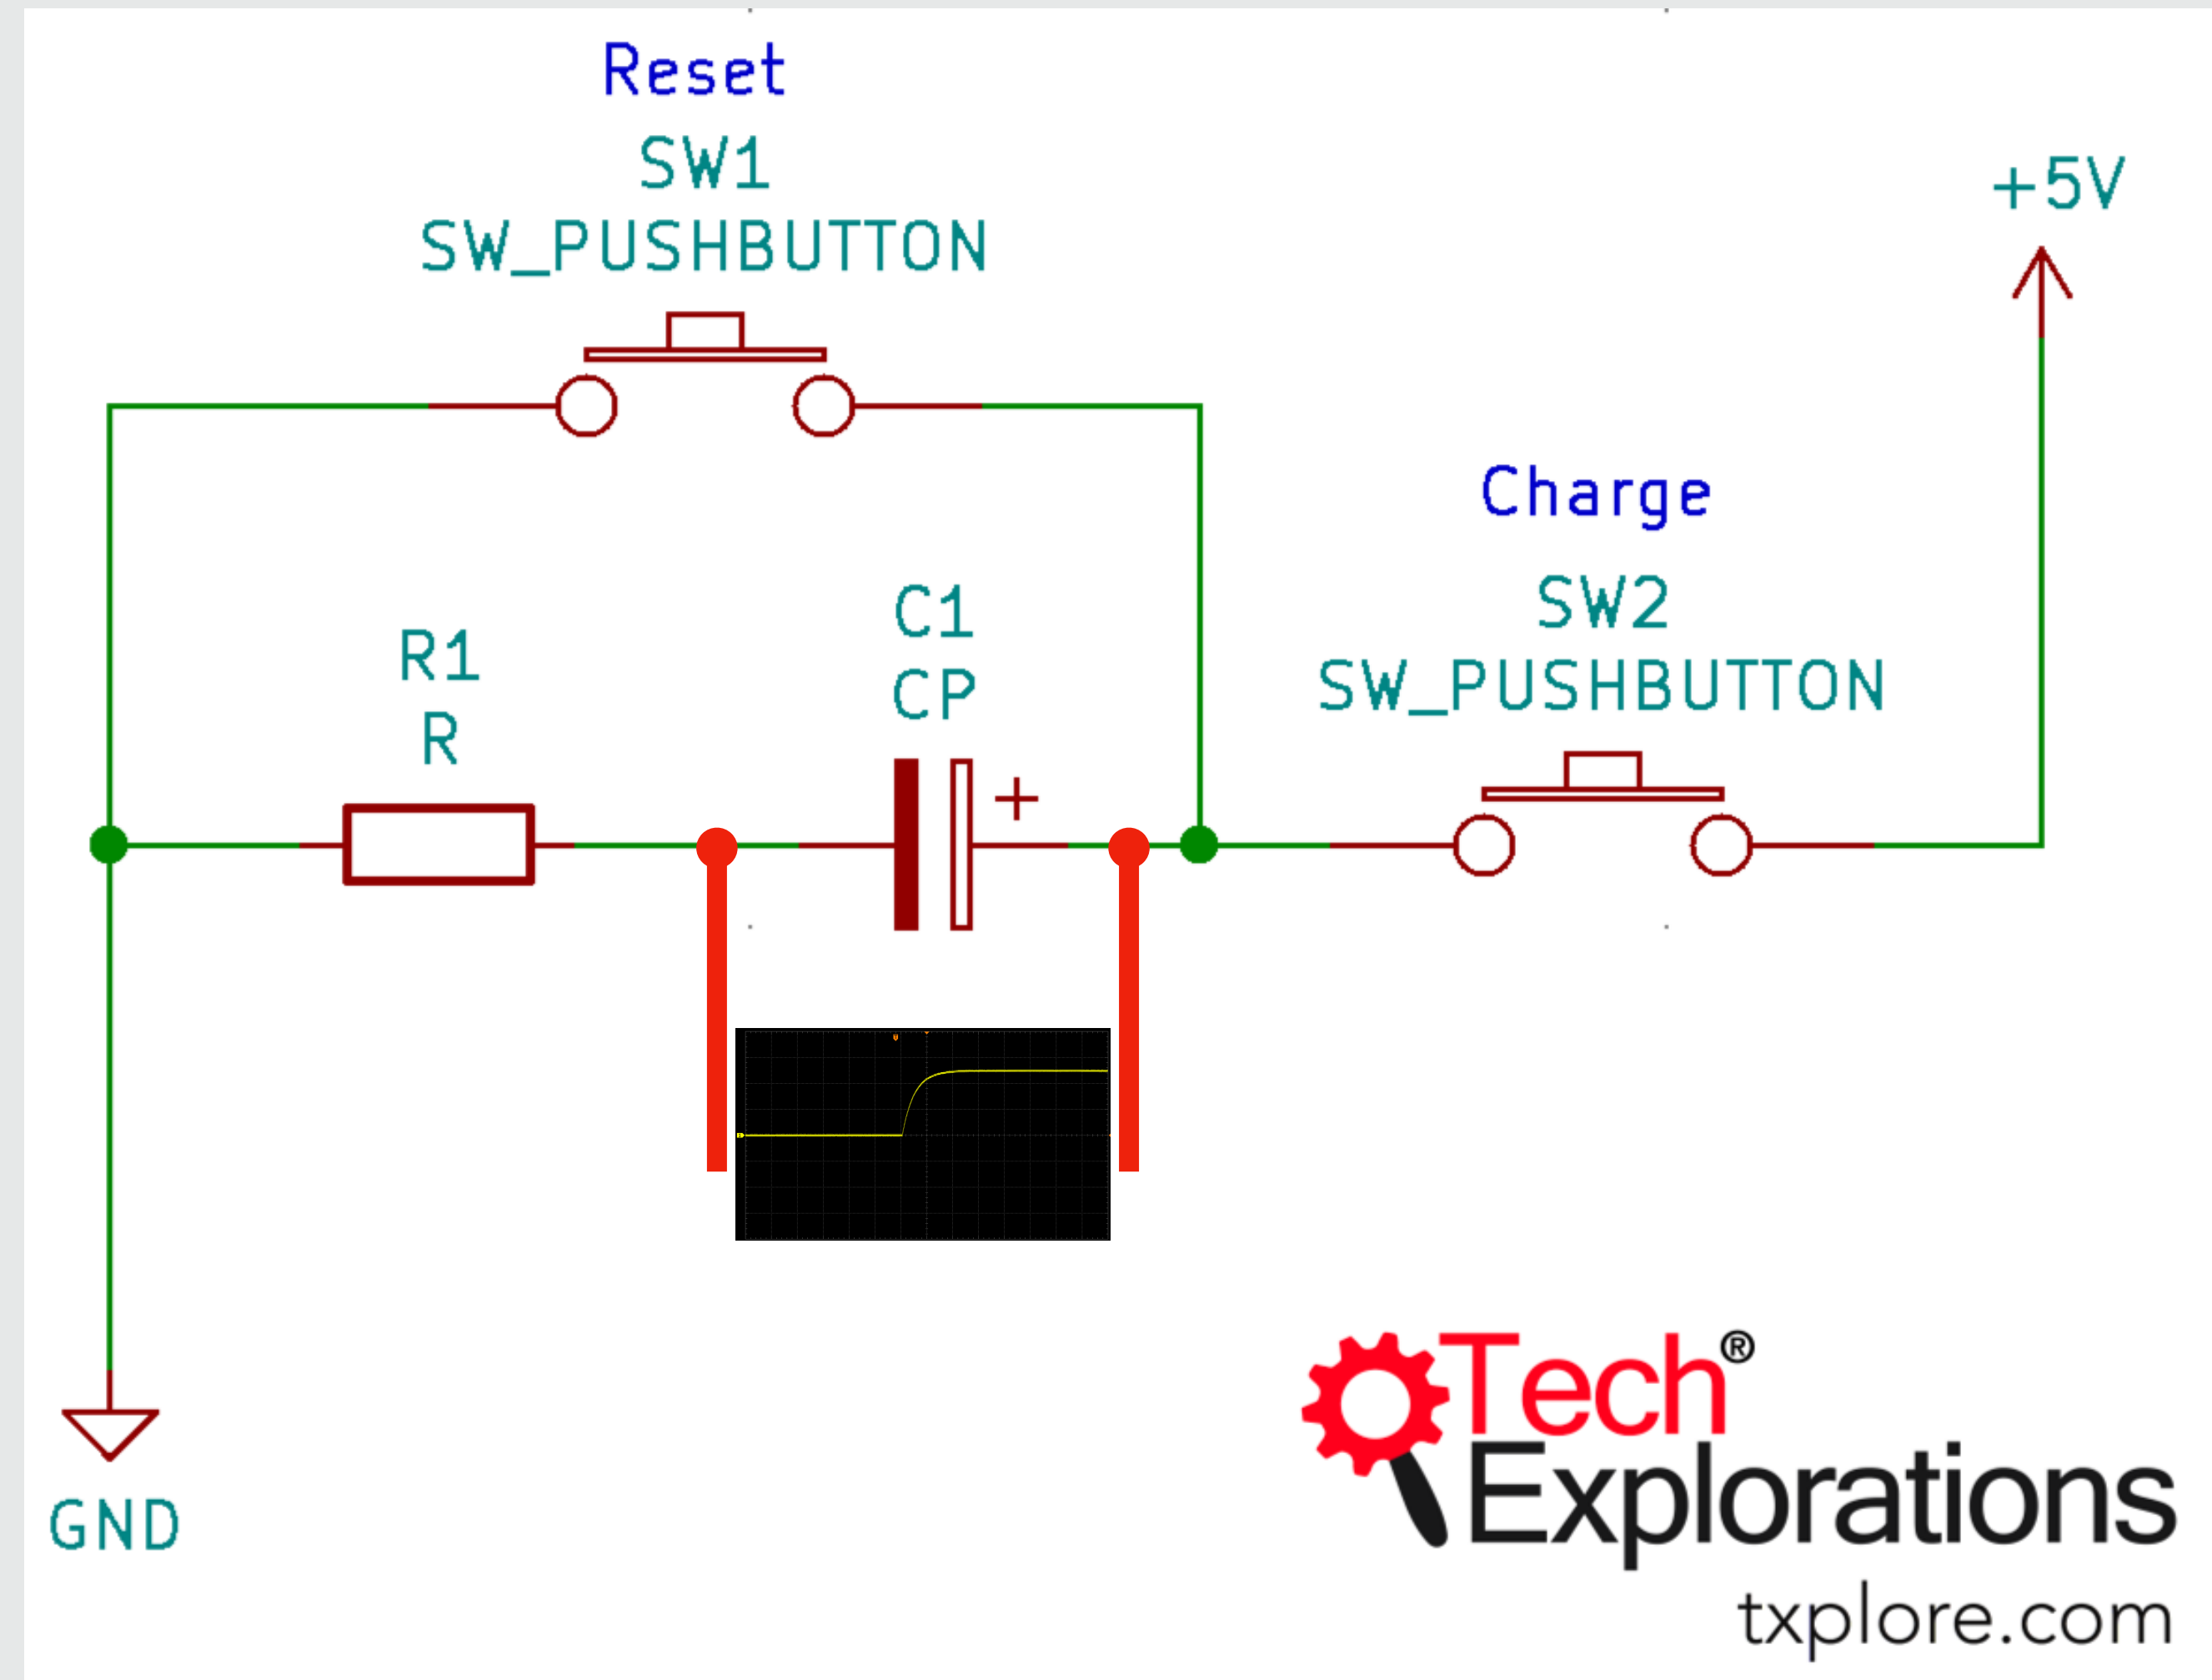 Reset
SW1
SW_PUSHBUTTON
+5V
Charge
SW2
SW_PUSHBUTTON
C1
CP
+
R1
R
GND
Tech®
Explorations
txplore.com